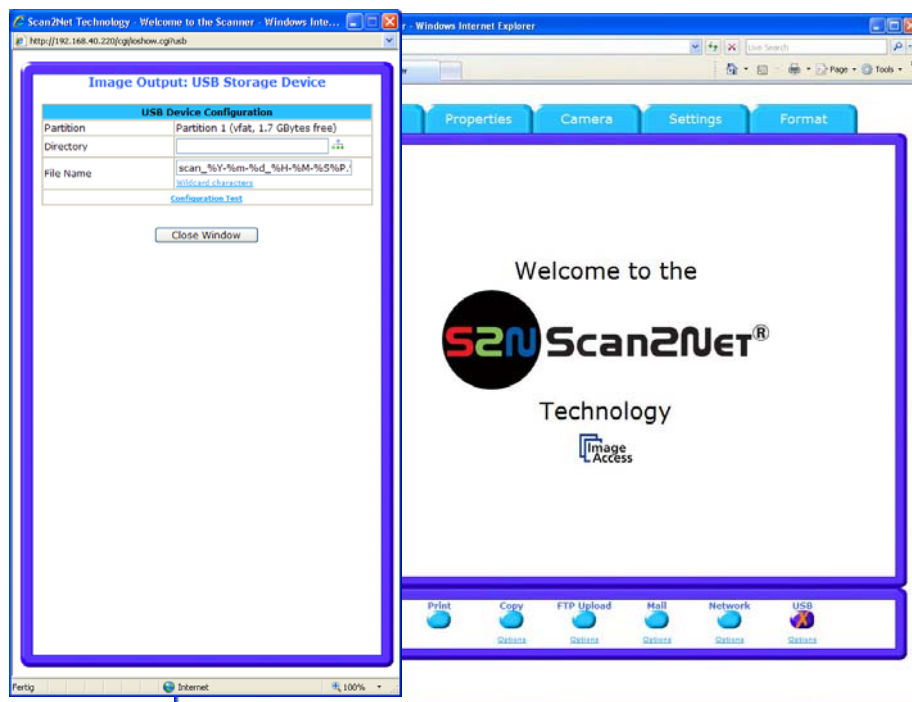 Scan2Net Technology - Welcome to the Scanner - Windows Inte...
http://192.168.40.220/cgi/ioshow.cgi?usb
Image Output: USB Storage Device
USB Device Configuration
Partition Partition 1 (vfat, 1.7 GBytes free)
Directory
File Name scan_%Y-%m-%d_%H-%M-%S%P.
Wildcard characters
Configuration Test
Close Window
Fertig Internet 100%
r - Windows Internet Explorer
Live Search
Page Tools
Properties Camera Settings Format
Welcome to the
S2N Scan2Net®
Technology
Image
Access
Print Copy FTP Upload Mail Network USB
Options Options Options Options Options